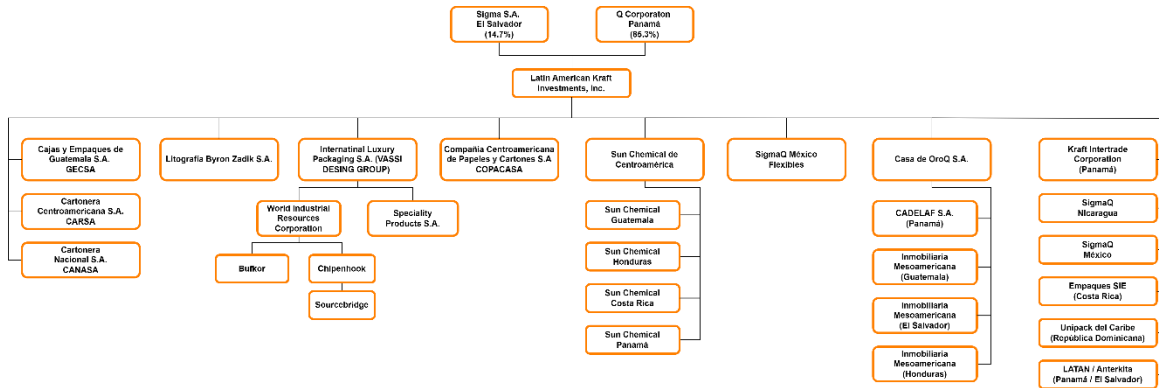 Sigma S.A.
El Salvador
(14.7%)
Q Corporaton
Panamá
(85.3%)
Latin American Kraft
Investments, Inc.
Cajas y Empaques de
Guatemala S.A.
GECSA
Litografia Byron Zadik S.A.
Internatinal Luxury
Packaging S.A. (VASSI
DESING GROUP)
Compañia Centroamericana
de Papeles y Cartones S.A
COPACASA
Sun Chemical de
Centroamérica
SigmaQ México
Flexibles
Casa de OroQ S.A.
Kraft Intertrade
Corporation
(Panamá)
Cartonera
Centroamericana S.A.
CARSA
Cartonera
Nacional S.A.
CANASA
World Industrial
Resources
Corporation
Speciality
Products S.A.
Bufkor
Chipenhook
Sourcebridge
Sun Chemical
Guatemala
Sun Chemical
Honduras
Sun Chemical
Costa Rica
Sun Chemical
Panamá
CADELAF S.A.
(Panamá)
Inmobiliaria
Mesoamericana
(Guatemala)
Inmobiliaria
Mesoamericana
(El Salvador)
Inmobiliaria
Mesoamericana
(Honduras)
SigmaQ
Nicaragua
SigmaQ
México
Empaques SIE
(Costa Rica)
Unipack del Caribe
(República Dominicana)
LATAN / Anterkita
(Panamá / El Salvador)